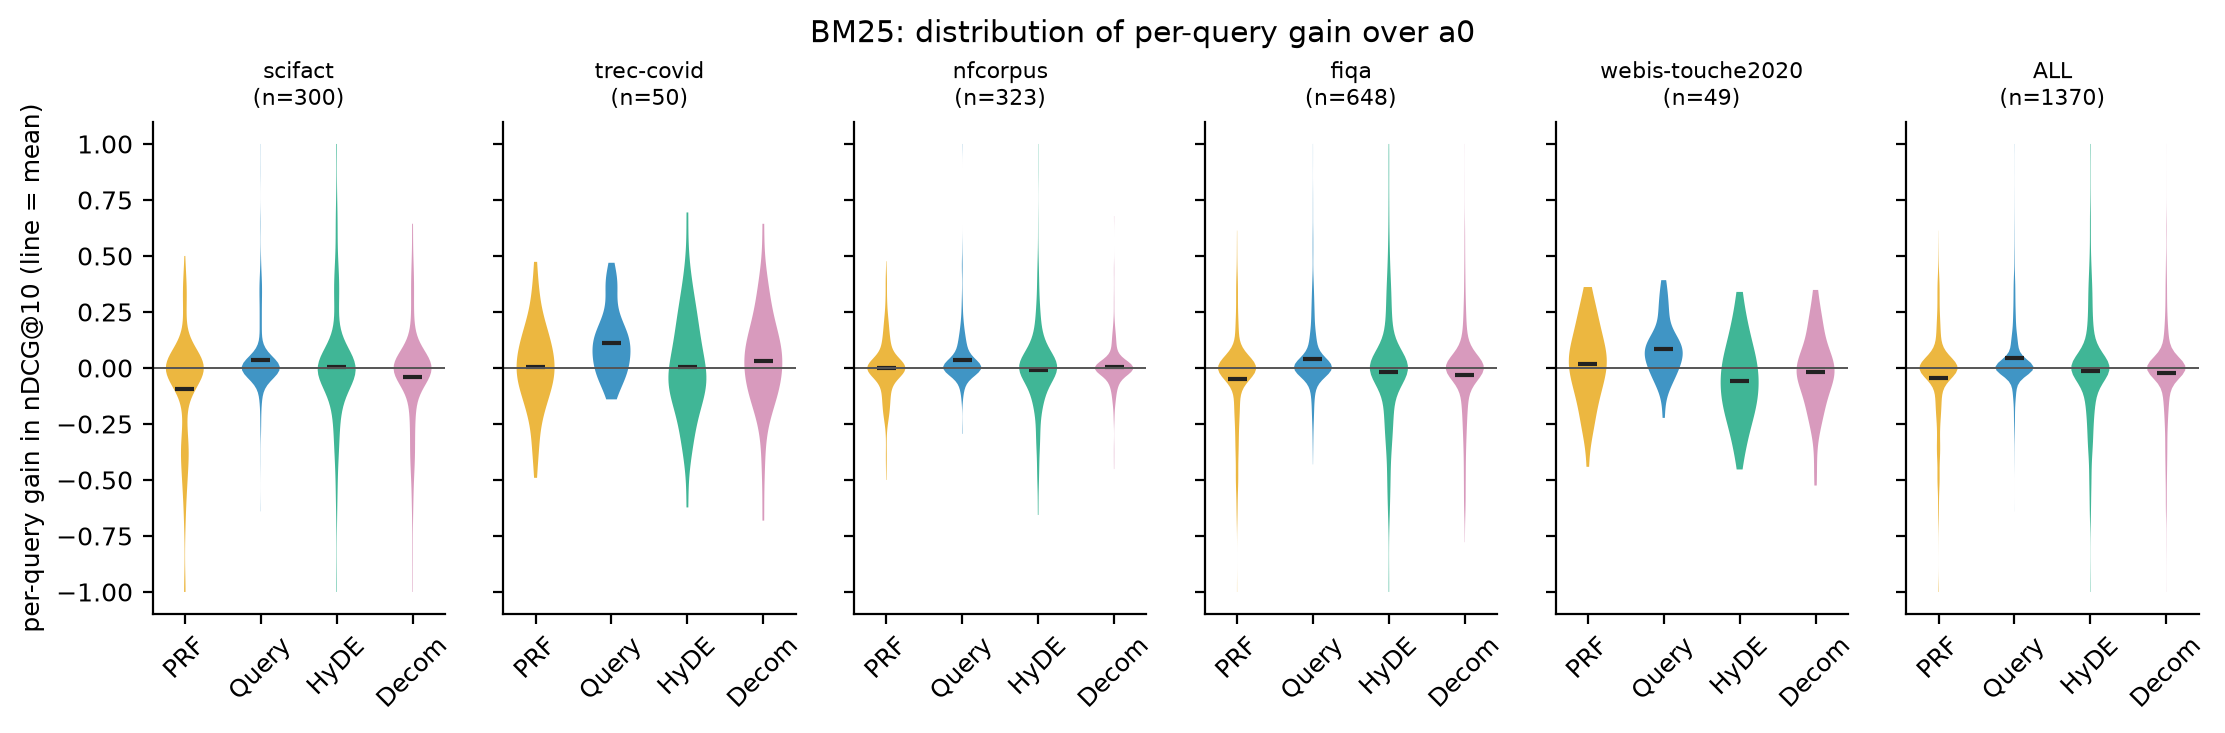 BM25: distribution of per-query gain over a0
scifact
(n=300)
trec-covid
(n=50)
nfcorpus
(n=323)
fiqa
(n=648)
webis-touche2020
(n=49)
ALL
(n=1370)
per-query gain in nDCG@10 (line = mean)
1.00
0.75
0.50
0.25
0.00
−0.25
−0.50
−0.75
−1.00
PRF
Query
HyDE
Decom
PRF
Query
HyDE
Decom
PRF
Query
HyDE
Decom
PRF
Query
HyDE
Decom
PRF
Query
HyDE
Decom
PRF
Query
HyDE
Decom